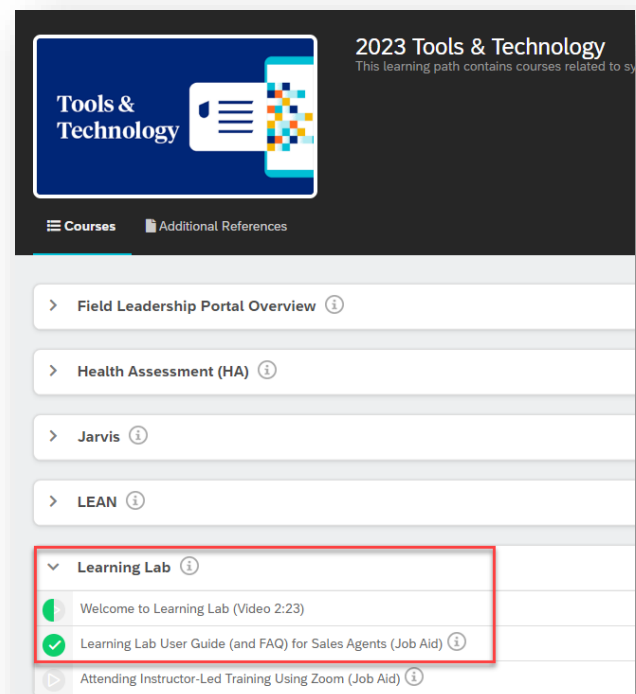 2023 Tools & Technology
This learning path contains courses related to
Tools &
Technology
Courses
Additional References
Field Leadership Portal Overview
Health Assessment (HA)
Jarvis
LEAN
Learning Lab
Welcome to Learning Lab (Video 2:23)
Learning Lab User Guide (and FAQ) for Sales Agents (Job Aid)
Attending Instructor-Led Training Using Zoom (Job Aid)